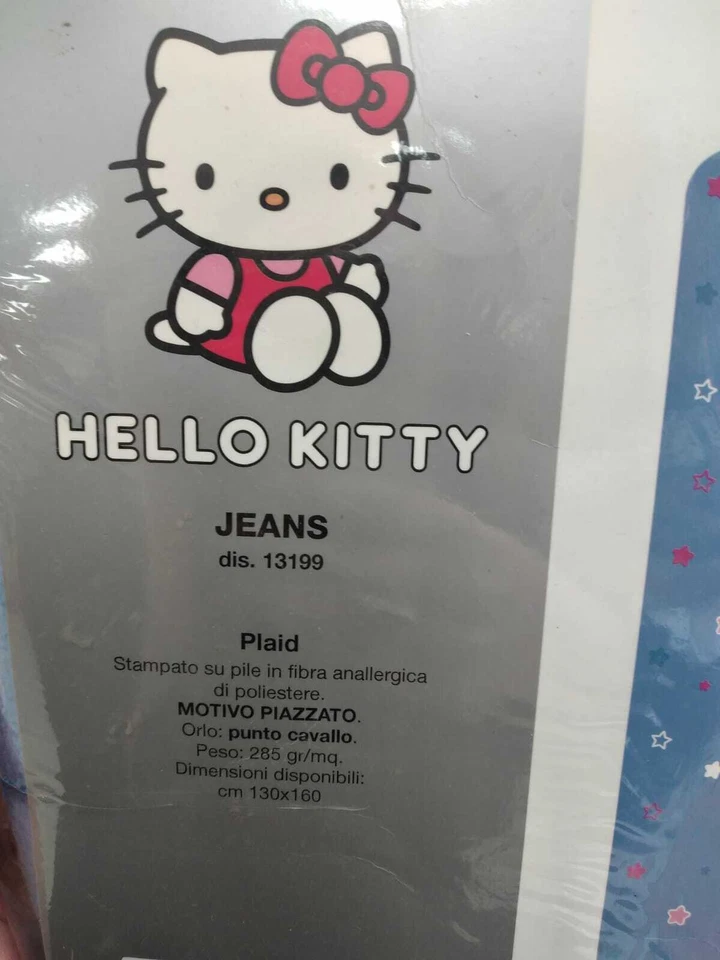 HELLO KITTY
JEANS
dis. 13199
Plaid
Stampato su pile in fibra anallergica
di poliestere.
MOTIVO PIAZZATO.
Orlo: punto cavallo.
Peso: 285 gr/mq.
Dimensioni disponibili:
cm 130x160